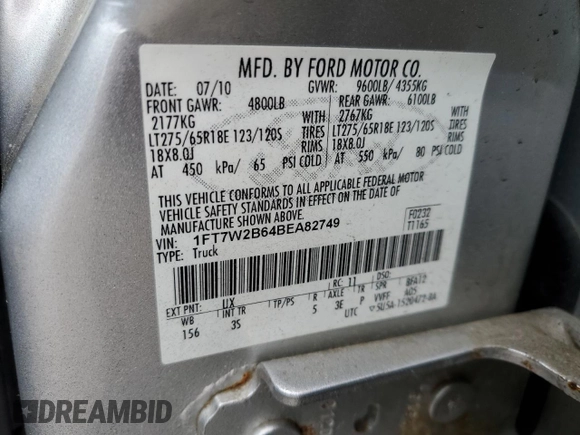 MFD. BY FORD MOTOR CO.
DATE: 07/10 GVWR: 9600LB/ 4355KG
FRONT GAWR: 4800LB REAR GAWR: 6100LB
2177KG WITH 2767KG WITH
LT275/65R18E 123/120S TIRES LT275/65R18E 123/120S TIRES
18X8.0J RIMS 18X8.0J RIMS
AT 450 kPa/ 65 PSI COLD AT 550 kPa/ 80 PSI COLD
THIS VEHICLE CONFORMS TO ALL APPLICABLE FEDERAL MOTOR
VEHICLE SAFETY STANDARDS IN EFFECT ON THE DATE OF
MANUFACTURE SHOWN ABOVE.
VIN: 1FT7W2B64BEA82749 F0232
TYPE: Truck T1165
EXT PNT: UX RC: 11 DSO:
WB INT TR TP/PS R AXLE TR SPR
156 3S 5 3E P VVFF
UTC
DREAMBID